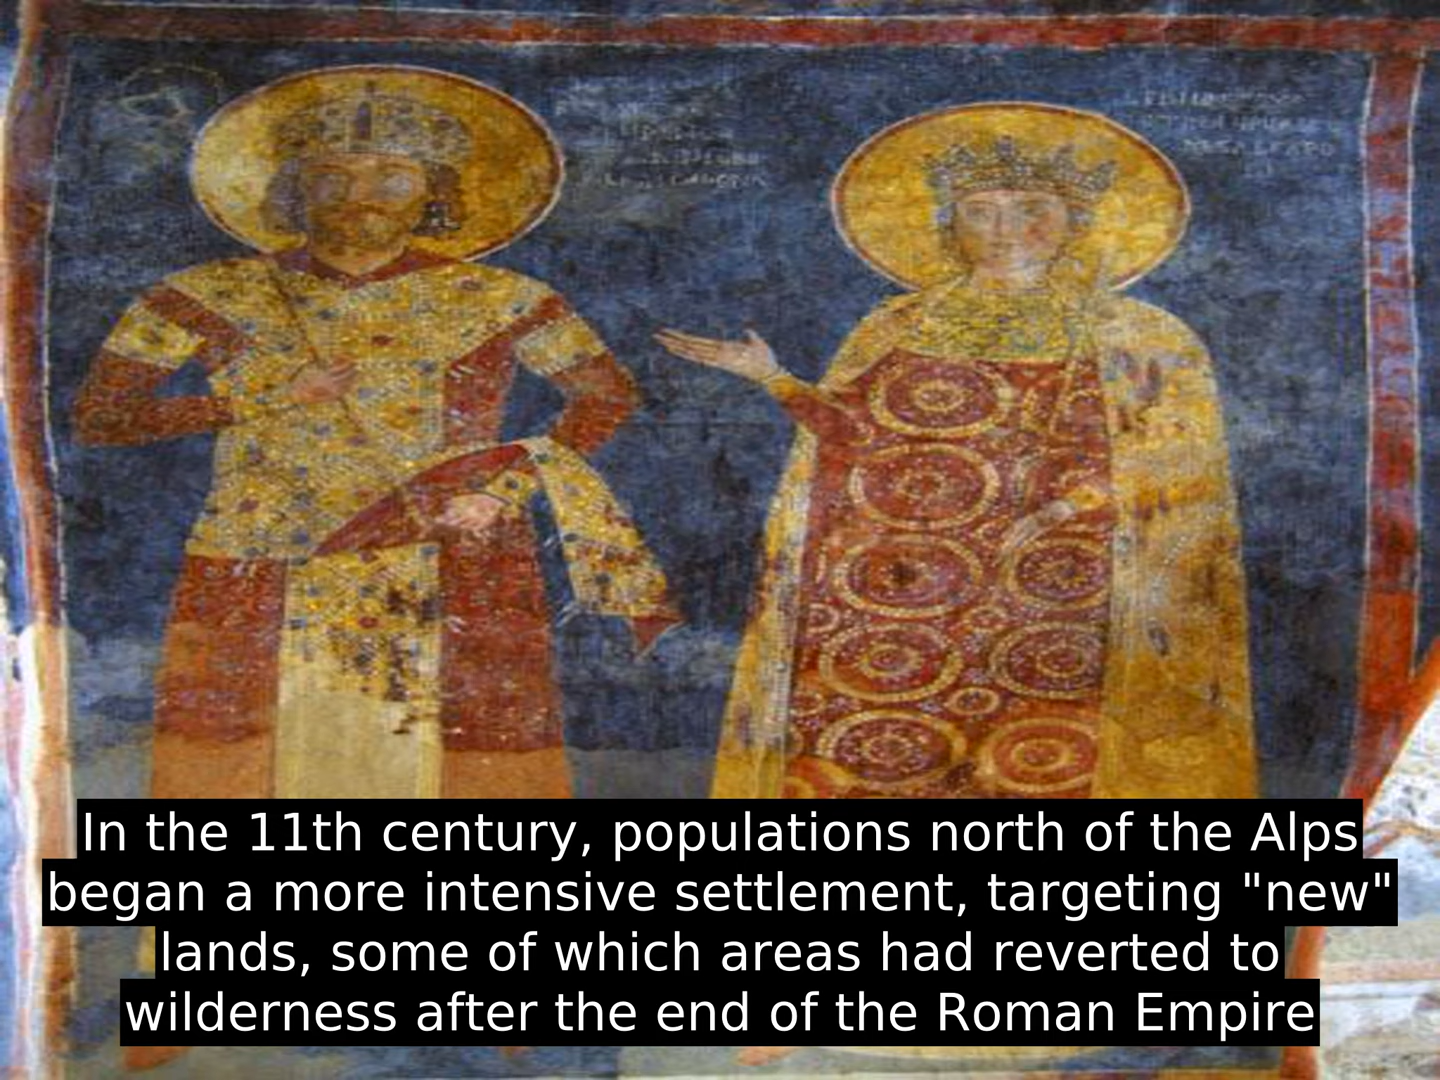 In the 11th century, populations north of the Alps
began a more intensive settlement, targeting "new"
lands, some of which areas had reverted to
wilderness after the end of the Roman Empire